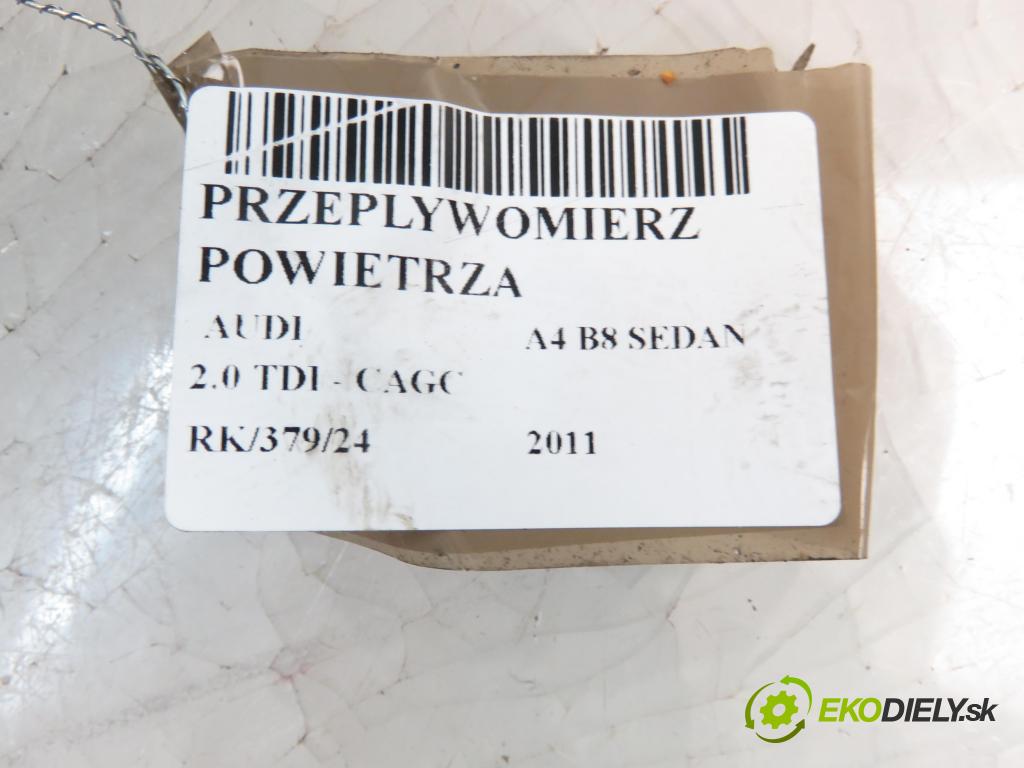 PRZEPLYWOMIERZ
POWIETRZA
AUDI A4 B8 SEDAN
2.0 TDI - CAGC
RK/379/24 2011
EKODIELY.sk